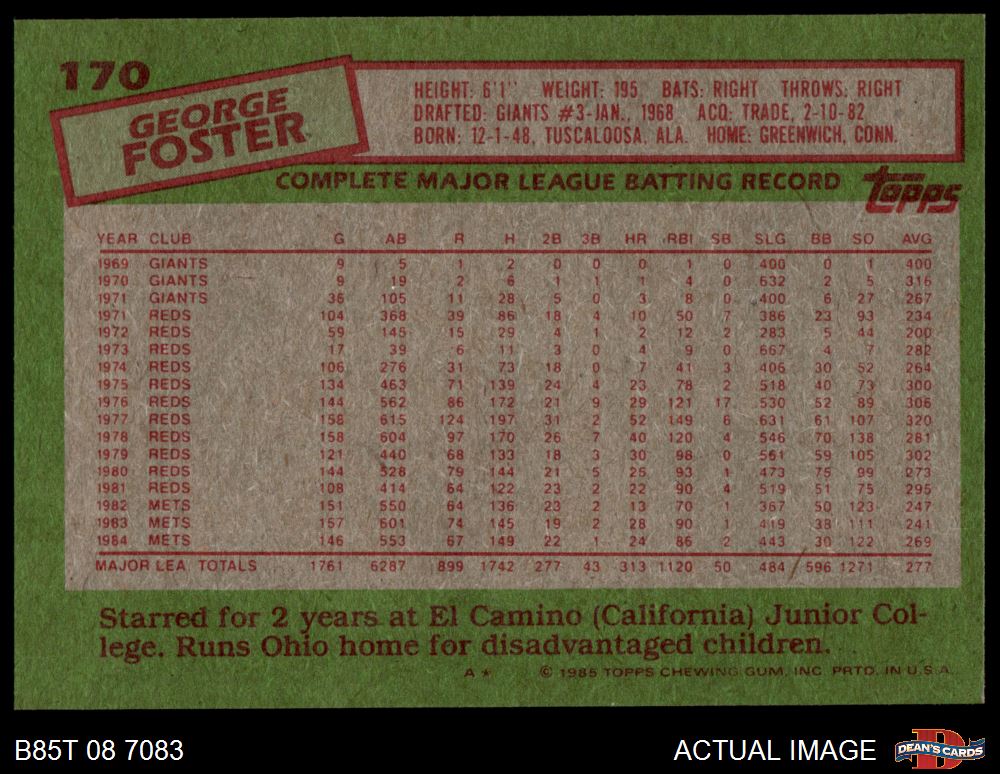 170
GEORGE
FOSTER
HEIGHT: 6'1" WEIGHT: 195 BATS: RIGHT THROWS: RIGHT
DRAFTED: GIANTS #3-JAN., 1968 ACQ: TRADE, 2-10-82
BORN: 12-1-48, TUSCALOOSA, ALA. HOME: GREENWICH, CONN.
COMPLETE MAJOR LEAGUE BATTING RECORD
topps
YEAR CLUB G AB R H 2B 3B HR RBI SB SLG BB SO AVG
1969 GIANTS 9 5 1 2 0 0 0 1 0 400 0 1 400
1970 GIANTS 9 19 2 6 1 1 1 4 0 632 2 5 316
1971 GIANTS 36 105 11 28 5 0 3 8 0 400 6 27 267
1971 REDS 104 368 39 86 18 4 10 50 7 386 23 93 234
1972 REDS 59 145 15 29 4 1 2 12 2 283 5 44 200
1973 REDS 17 39 6 11 3 0 4 9 0 667 4 7 282
1974 REDS 106 276 31 73 18 0 7 41 3 406 30 52 264
1975 REDS 134 463 71 139 24 4 23 78 2 518 40 73 300
1976 REDS 144 562 86 172 21 9 29 121 17 530 52 89 306
1977 REDS 158 615 124 197 31 2 52 149 6 631 61 107 320
1978 REDS 158 604 97 170 26 7 40 120 4 546 70 138 281
1979 REDS 121 440 68 133 18 3 30 98 0 561 59 105 302
1980 REDS 144 528 79 144 21 5 25 93 1 473 75 99 273
1981 REDS 108 414 64 122 23 2 22 90 4 519 51 75 295
1982 METS 151 550 64 136 23 2 13 70 1 367 50 123 247
1983 METS 157 601 74 145 19 2 28 90 1 419 38 111 241
1984 METS 146 553 67 149 22 1 24 86 2 443 30 122 269
MAJOR LEA. TOTALS 1761 6287 899 1742 277 43 313 1120 50 484 596 1271 277
Starred for 2 years at El Camino (California) Junior Col-
lege. Runs Ohio home for disadvantaged children.
A * © 1985 TOPPS CHEWING GUM, INC. PRTD. IN U.S.A.
B85T 08 7083 ACTUAL IMAGE DEAN'S CARDS